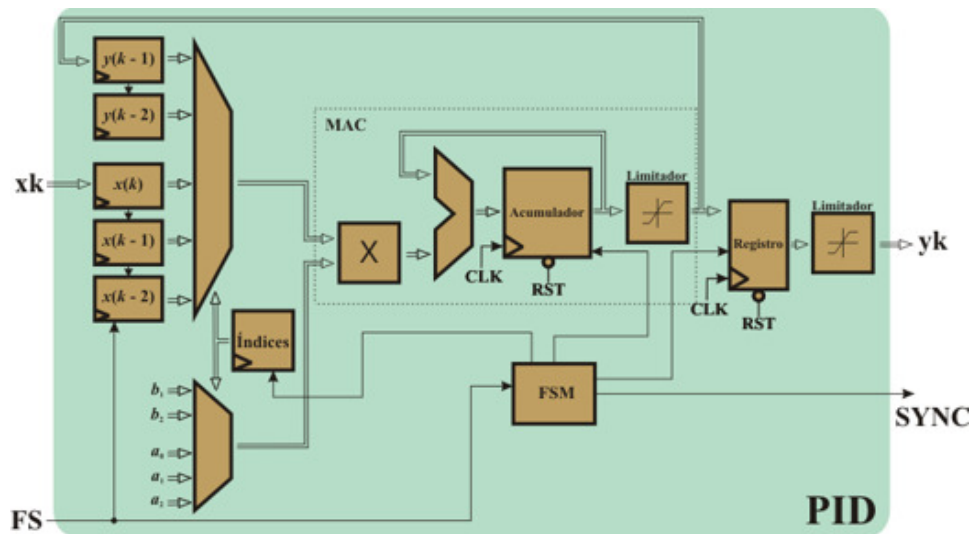 y(k - 1)
y(k - 2)
xk
x(k)
x(k - 1)
x(k - 2)
MAC
X
Acumulador
CLK
RST
Limitador
Registro
CLK
RST
Limitador
yk
Índices
b₁
b₂
a₀
a₁
a₂
FSM
SYNC
FS
PID